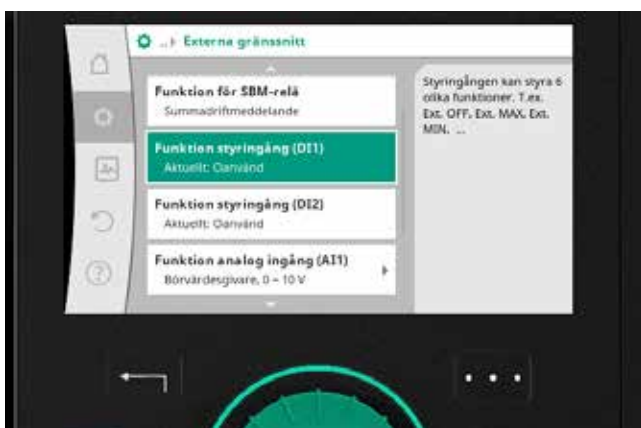 ..▸ Externa gränssnitt
Funktion för SBM-relä
Summadriftmeddelande
Funktion styringång (DI1)
Aktuellt: Oanvänd
Funktion styringång (DI2)
Aktuellt: Oanvänd
Funktion analog ingång (AI1)
Börvärdesgivare, 0 – 10 V
Styringången kan styra 6
olika funktioner. T.ex.
Ext. OFF, Ext. MAX, Ext.
MIN, ...